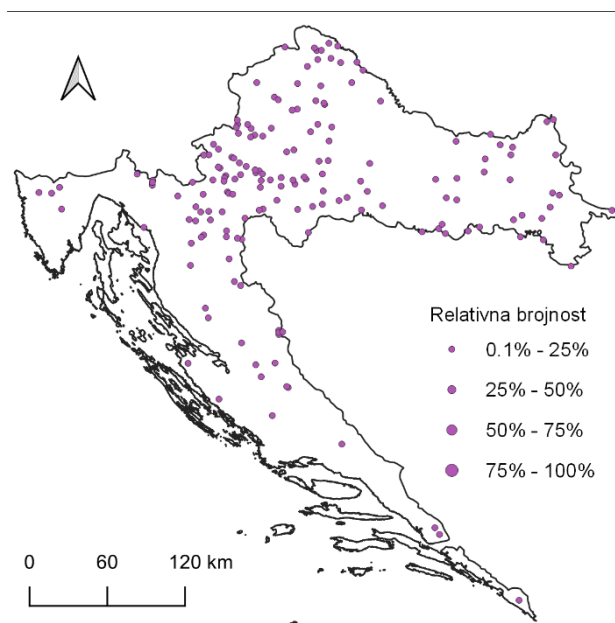 Relativna brojnost
0.1% - 25%
25% - 50%
50% - 75%
75% - 100%
0 60 120 km